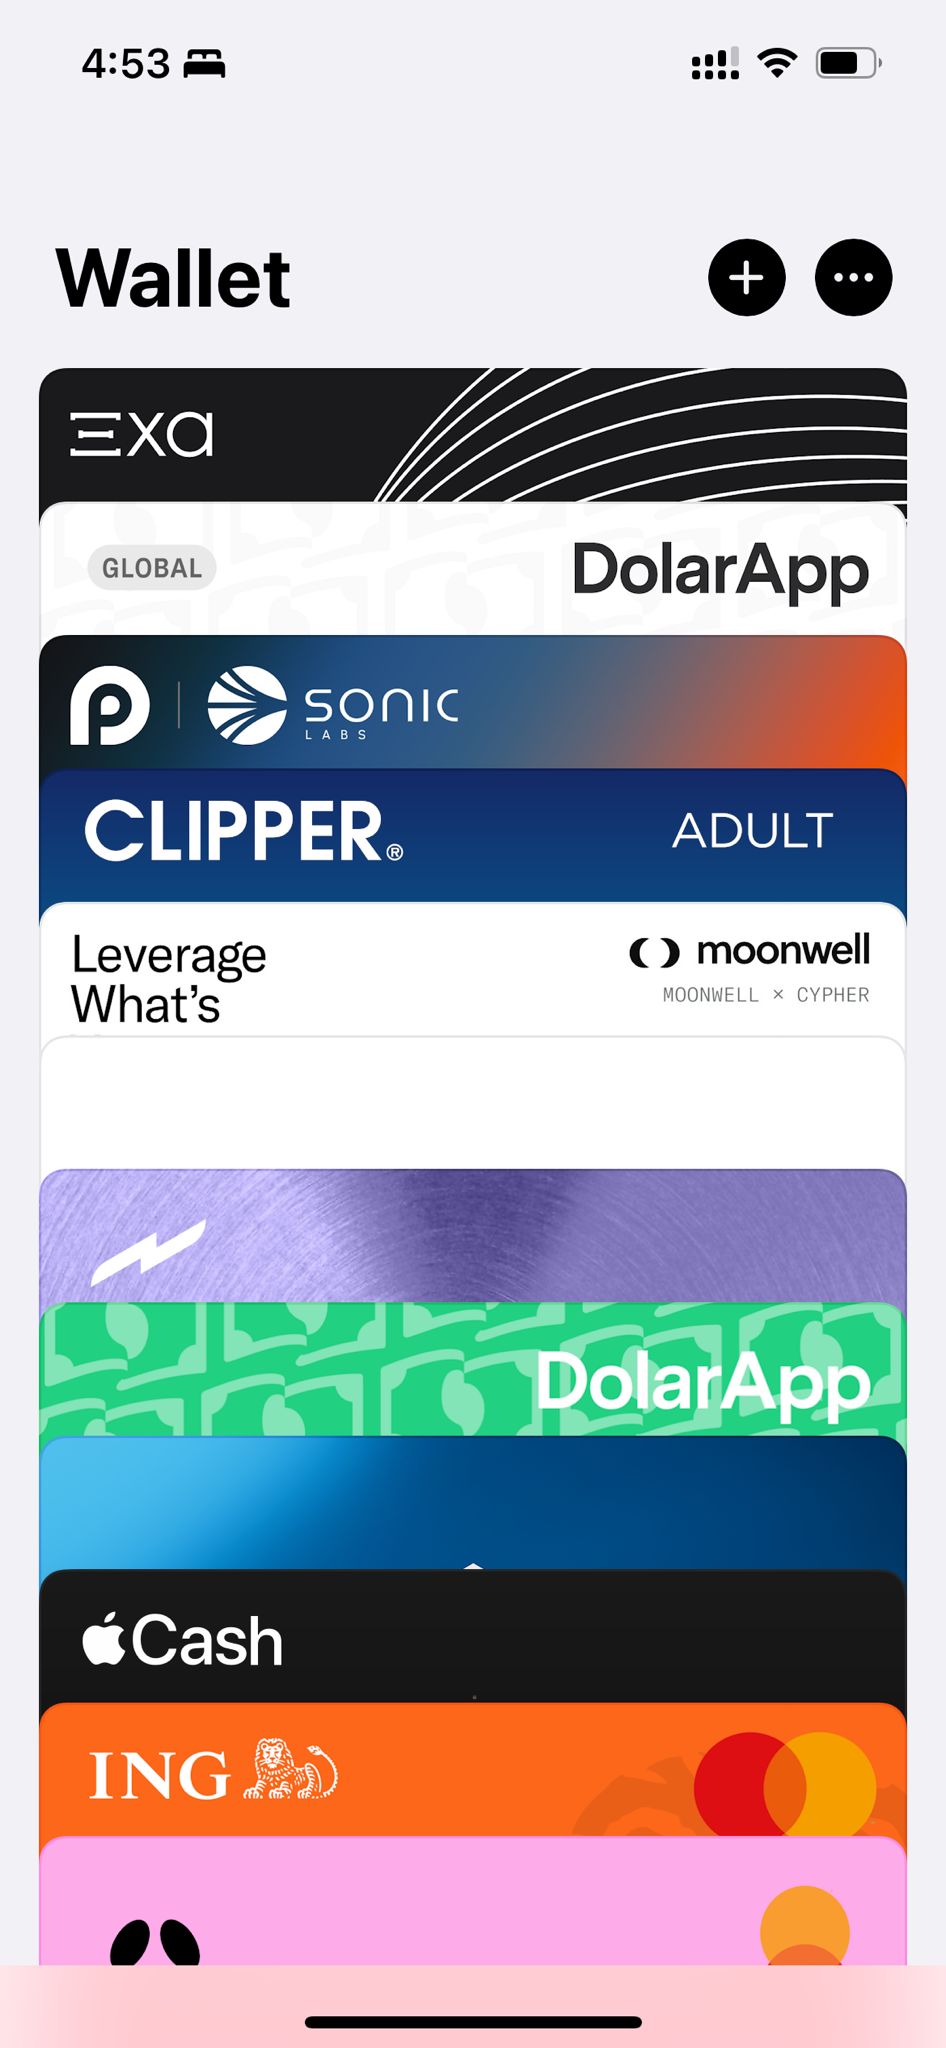 4:53
Wallet
Ξxa
GLOBAL
DolarApp
SONIC
LABS
CLIPPER®
ADULT
Leverage
What's
moonwell
MOONWELL × CYPHER
DolarApp
Cash
ING